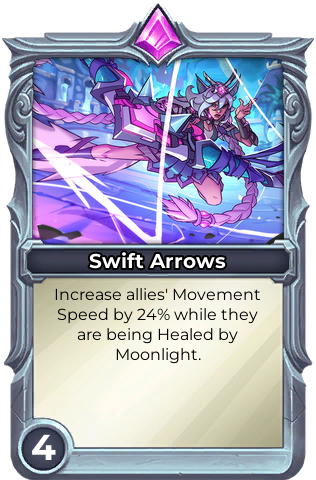 Swift Arrows
Increase allies' Movement
Speed by 24% while they
are being Healed by
Moonlight.
4